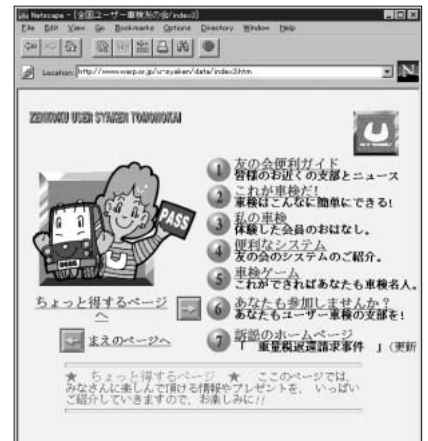 Netscape - [全国ユーザー車検友の会/index3]
File Edit View Go Bookmarks Options Directory Window Help
Location: http://www.warp.or.jp/u-syaken/data/index3.htm
N
ZENKOKU USER SYAKEN TOMONOKAI
PASS
1 友の会便利ガイド
皆様のお近くの支部とニュース
2 これが車検だ!
車検はこんなに簡単にできる!
3 私の車検
体験した会員のおはなし。
4 便利なシステム
友の会のシステムのご紹介。
5 車検ゲーム
これができればあなたも車検名人。
6 あなたも参加しませんか?
あなたもユーザー車検の支部を!
7 訴訟のホームページ
「 重量税返還請求事件 」(更新
ちょっと得するページ
へ
まえのページへ
★ ちょっと得するページ ★ ここのページでは、
みなさんに楽しんで頂ける情報やプレゼントを、 いっぱい
ご紹介していきますので、お楽しみに!!